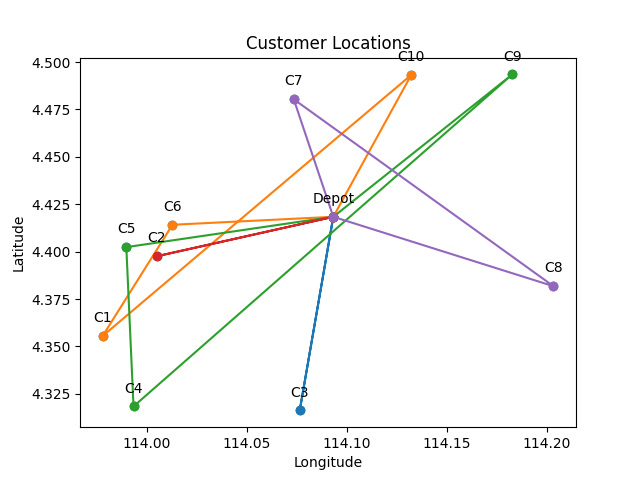 Customer Locations
C10
C9
C7
Depot
C6
C5
C2
C8
C1
C4
C3
4.500
4.475
4.450
4.425
4.400
4.375
4.350
4.325
Latitude
114.00
114.05
114.10
114.15
114.20
Longitude